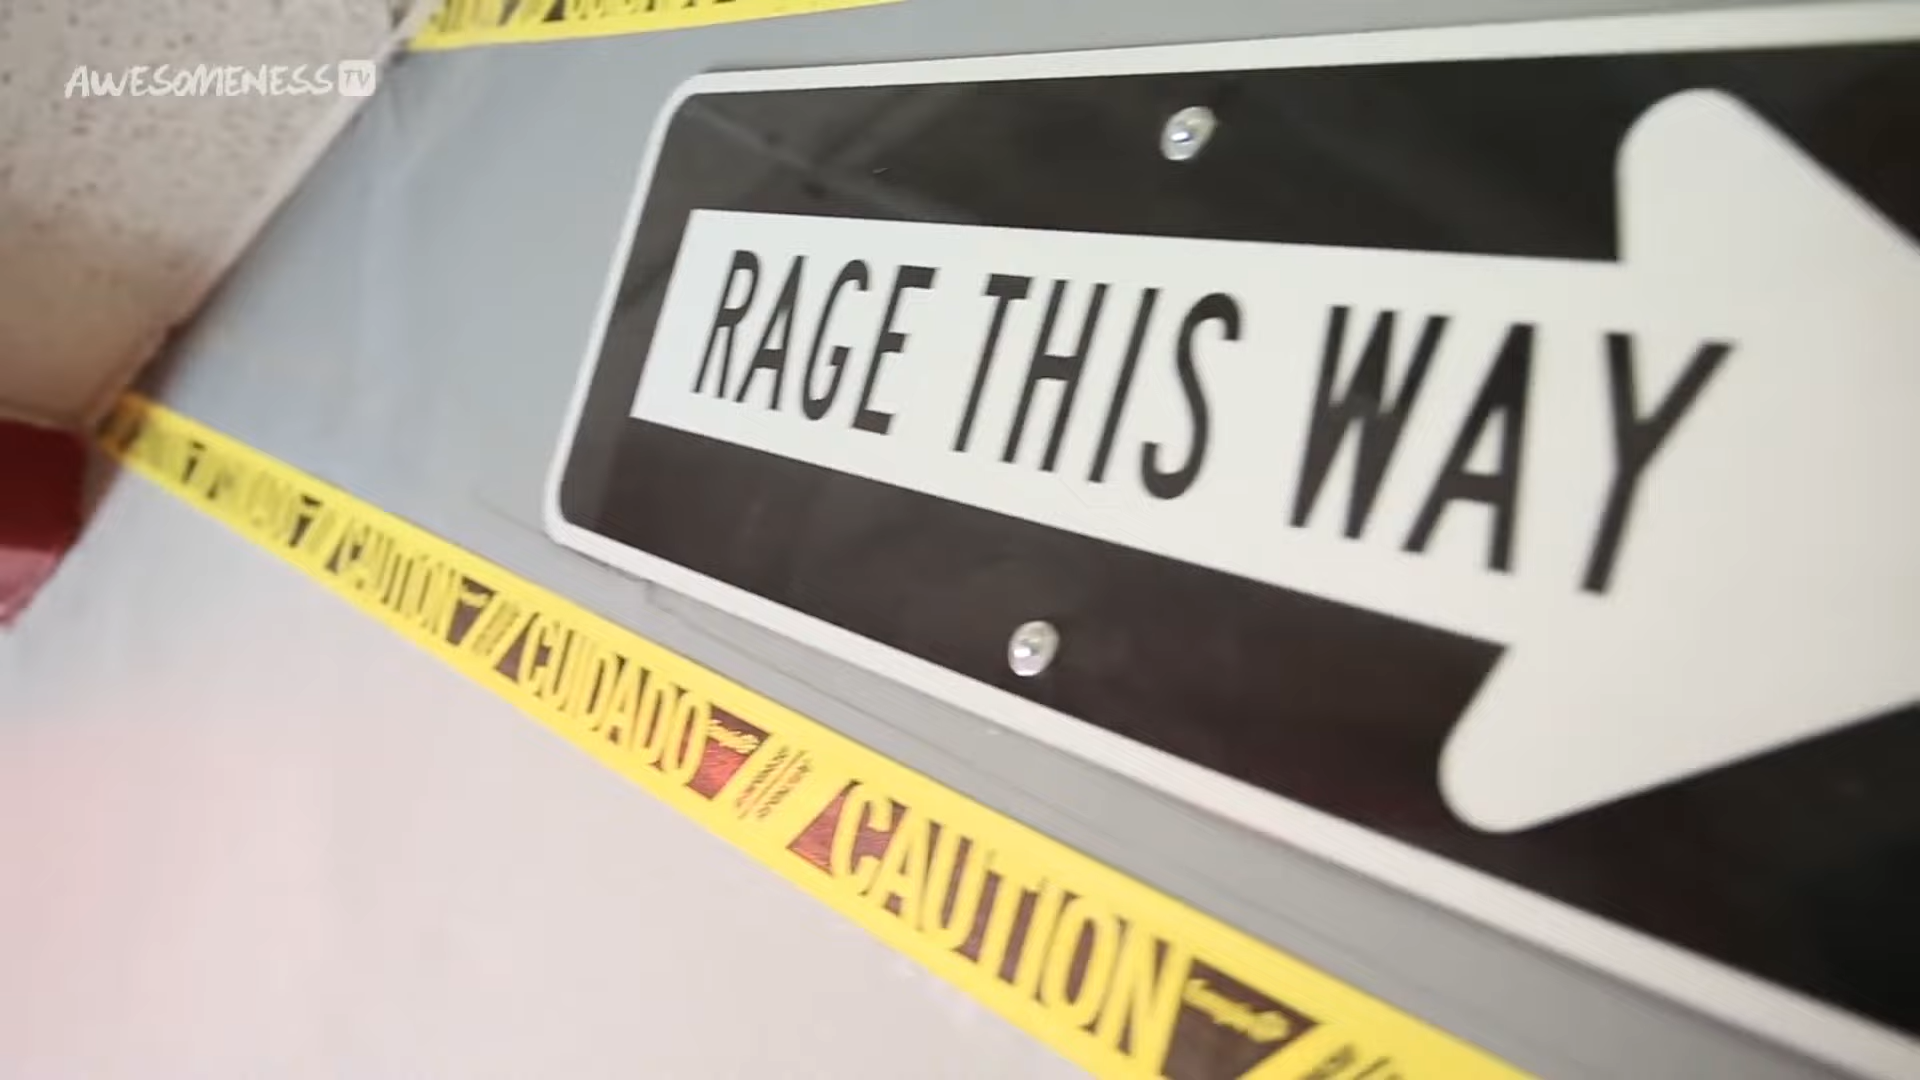 AWESOMENESS TV
RAGE THIS WAY
CAUTION // CUIDADO // CAUTION